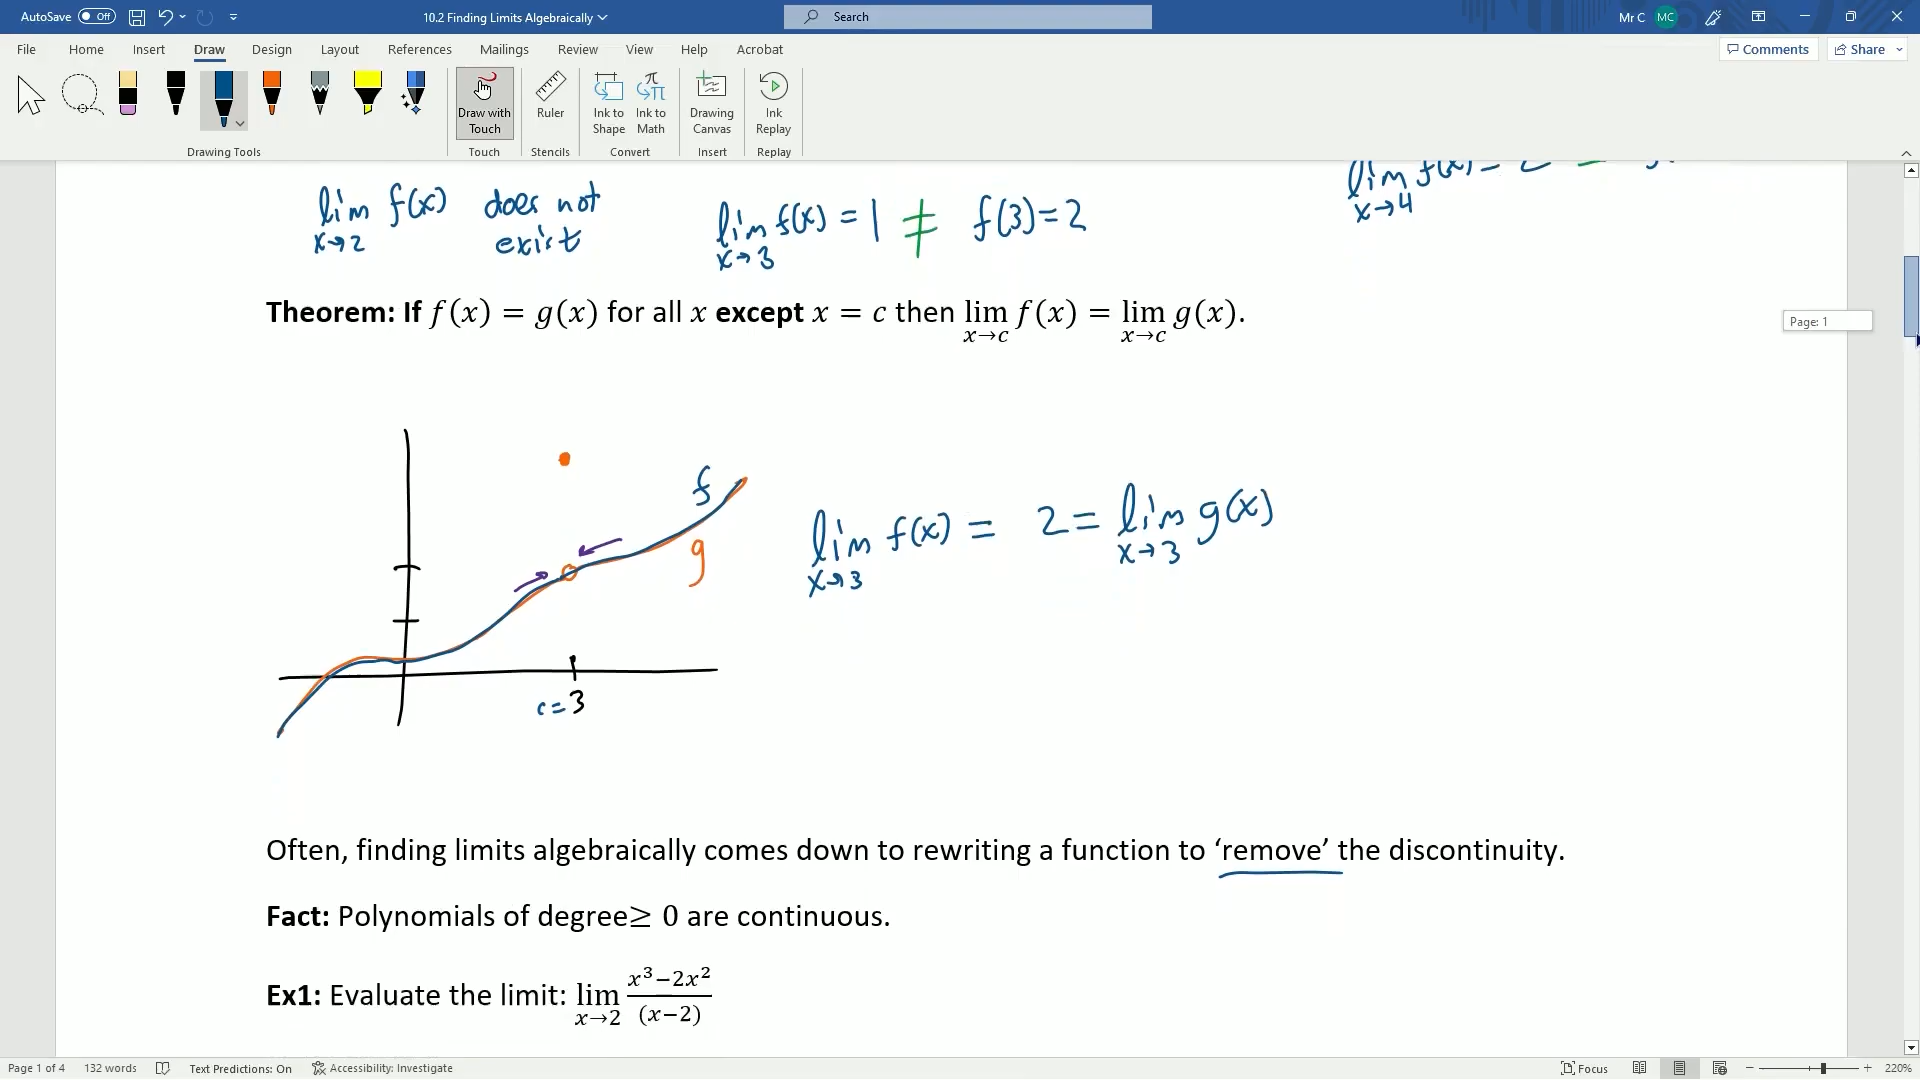 AutoSave Off 10.2 Finding Limits Algebraically Search Mr C MC
File Home Insert Draw Design Layout References Mailings Review View Help Acrobat Comments Share
Draw with Touch Ruler Ink to Shape Ink to Math Drawing Canvas Ink Replay
Drawing Tools Touch Stencils Convert Insert Replay
lim x→2 f(x) does not exist
lim x→3 f(x) = 1 ≠ f(3)=2
lim x→4 f(x) = 2 =
Theorem: If f(x) = g(x) for all x except x = c then lim x→c f(x) = lim x→c g(x).
Page: 1
f
g
c=3
lim x→3 f(x) = 2 = lim x→3 g(x)
Often, finding limits algebraically comes down to rewriting a function to ‘remove’ the discontinuity.
Fact: Polynomials of degree≥ 0 are continuous.
Ex1: Evaluate the limit: lim x→2 x³−2x² / (x−2)
Page 1 of 4 132 words Text Predictions: On Accessibility: Investigate Focus 220%